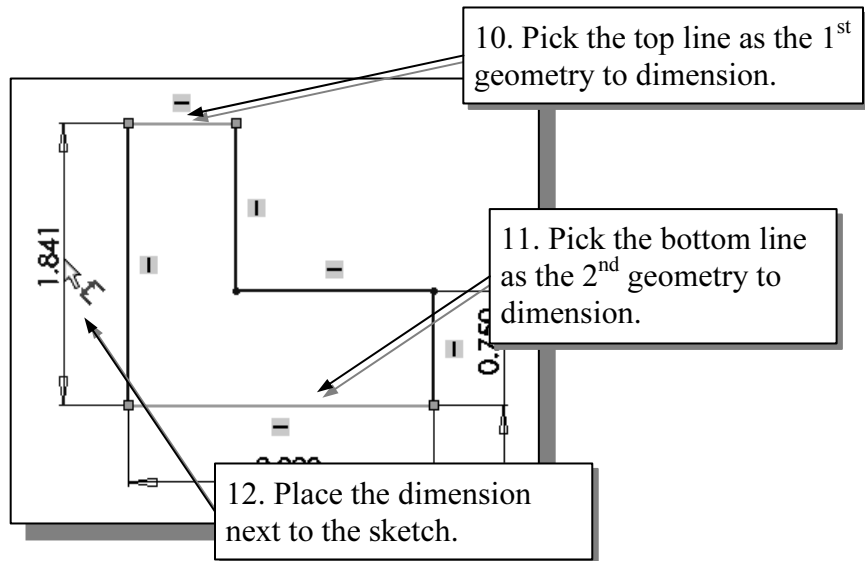 10. Pick the top line as the 1st
geometry to dimension.
1.841
11. Pick the bottom line
as the 2nd geometry to
dimension.
12. Place the dimension
next to the sketch.